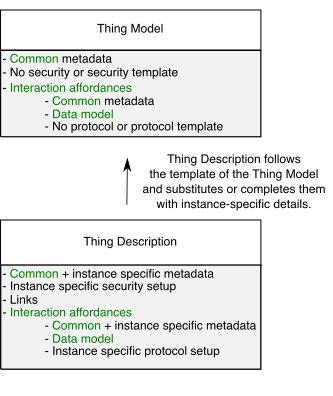 Thing Model
- Common metadata
- No security or security template
- Interaction affordances
- Common metadata
- Data model
- No protocol or protocol template
Thing Description follows
the template of the Thing Model
and substitutes or completes them
with instance-specific details.
Thing Description
- Common + instance specific metadata
- Instance specific security setup
- Links
- Interaction affordances
- Common + instance specific metadata
- Data model
- Instance specific protocol setup